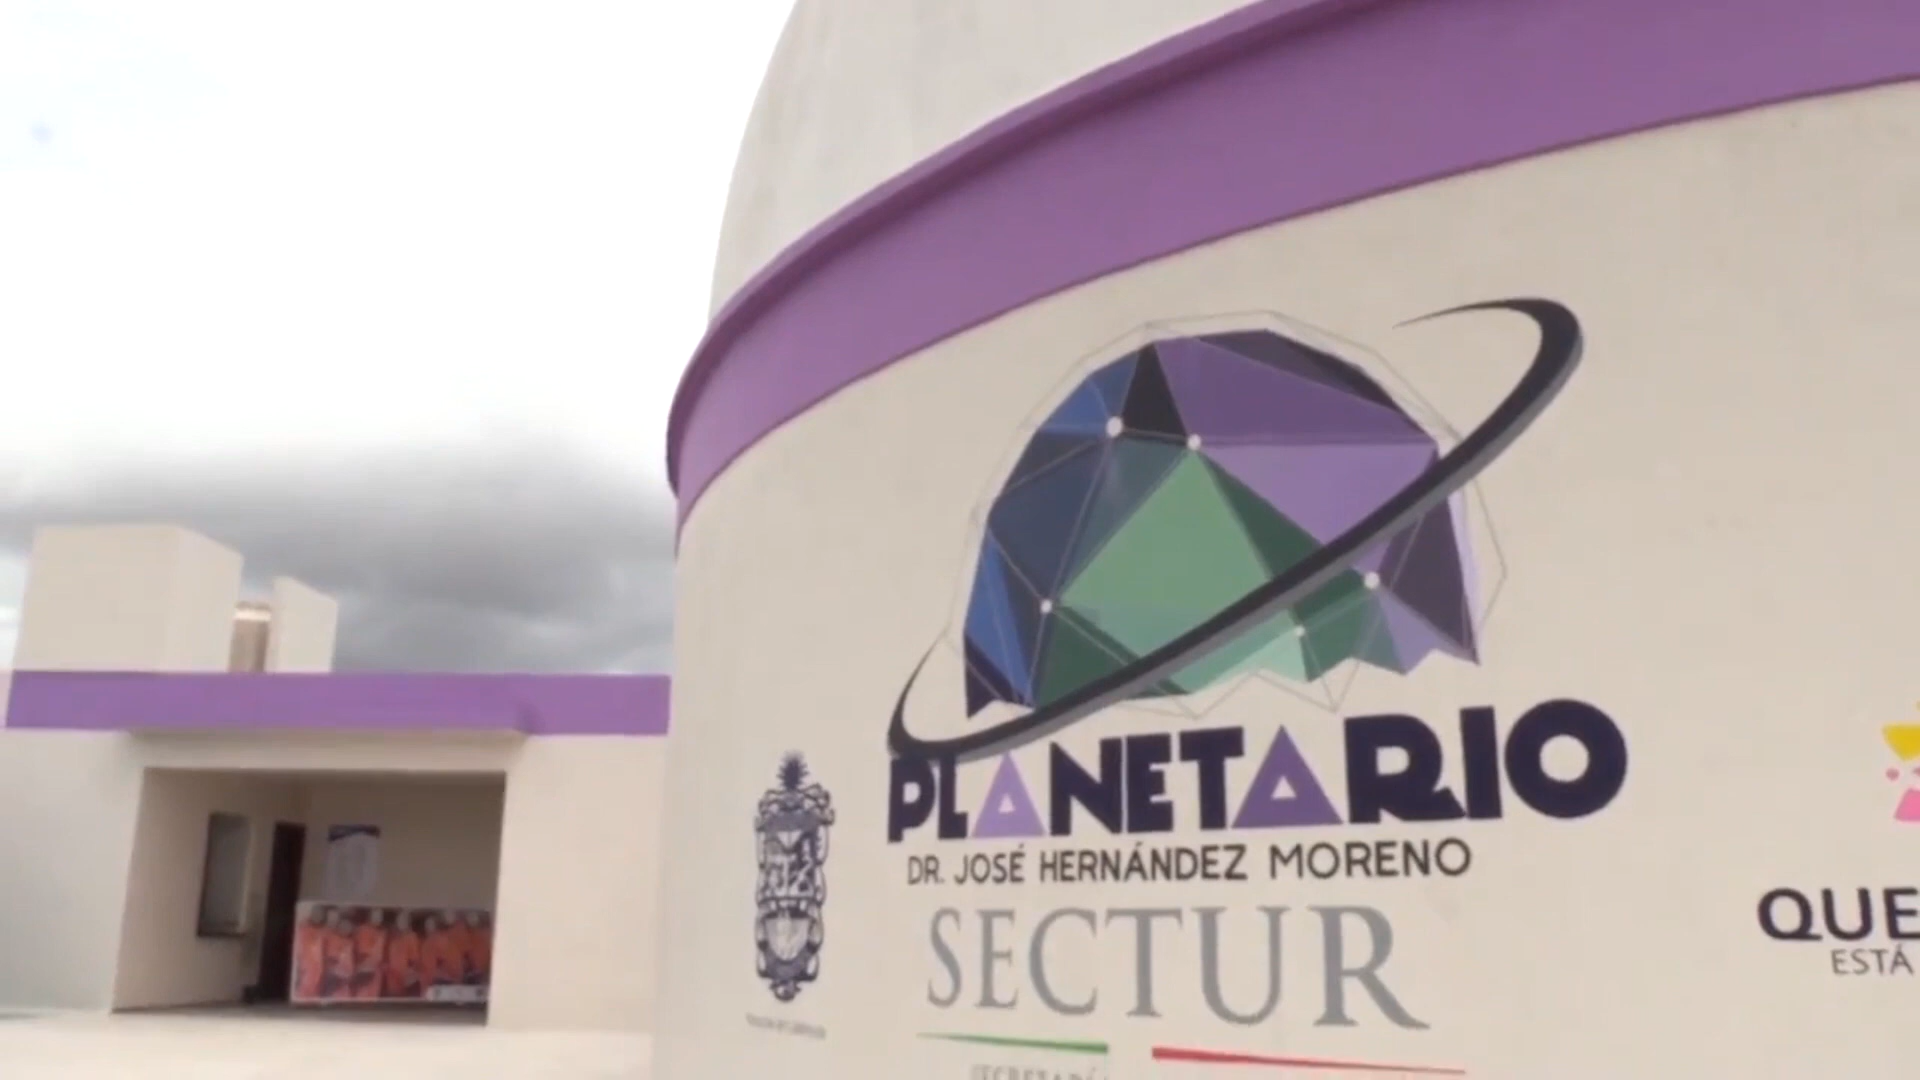 PLANETARIO
DR. JOSÉ HERNÁNDEZ MORENO
SECTUR
QUE
ESTÁ